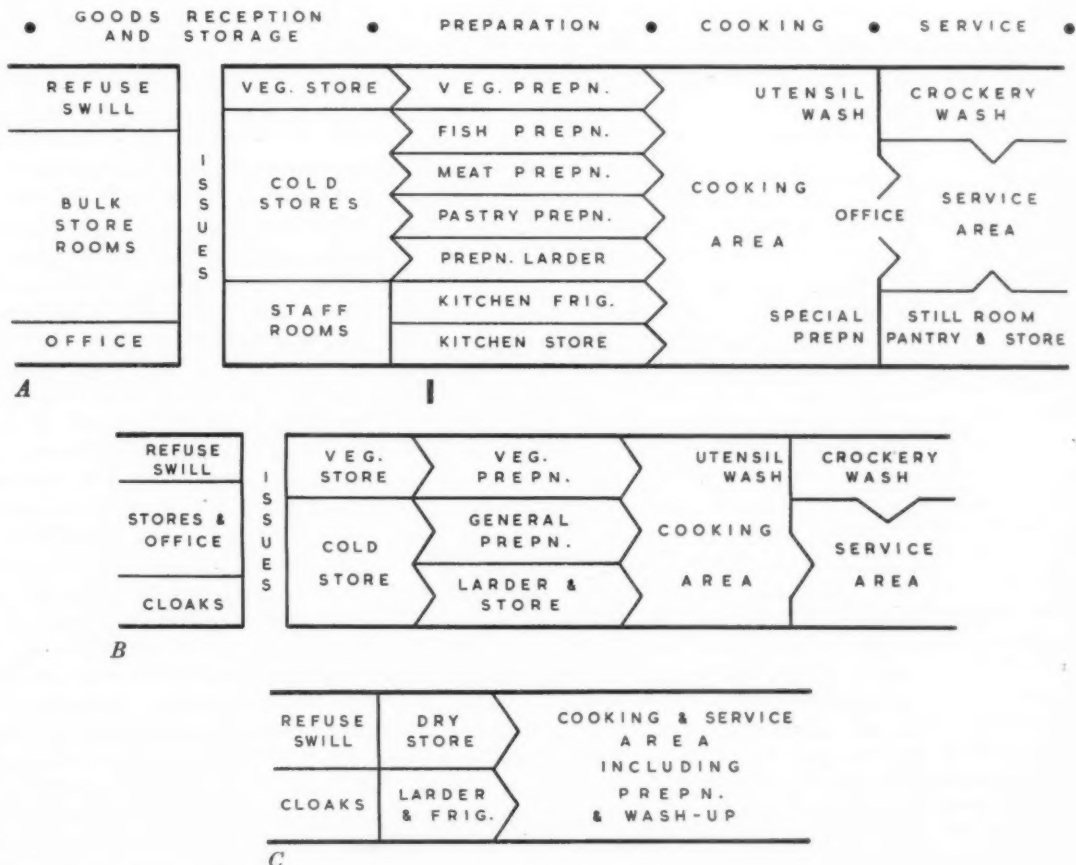 GOODS RECEPTION
AND STORAGE
PREPARATION
COOKING
SERVICE
REFUSE
SWILL
BULK
STORE
ROOMS
OFFICE
ISSUES
VEG. STORE
COLD
STORES
STAFF
ROOMS
VEG. PREPN.
FISH PREPN.
MEAT PREPN.
PASTRY PREPN.
PREPN. LARDER
KITCHEN FRIG.
KITCHEN STORE
UTENSIL
WASH
COOKING
AREA
OFFICE
SPECIAL
PREPN
CROCKERY
WASH
SERVICE
AREA
STILL ROOM
PANTRY & STORE
A
REFUSE
SWILL
STORES &
OFFICE
CLOAKS
ISSUES
VEG.
STORE
COLD
STORE
VEG.
PREPN.
GENERAL
PREPN.
LARDER &
STORE
UTENSIL
WASH
COOKING
AREA
CROCKERY
WASH
SERVICE
AREA
B
REFUSE
SWILL
CLOAKS
DRY
STORE
LARDER
& FRIG.
COOKING & SERVICE
AREA
INCLUDING
PREPN.
& WASH-UP
C